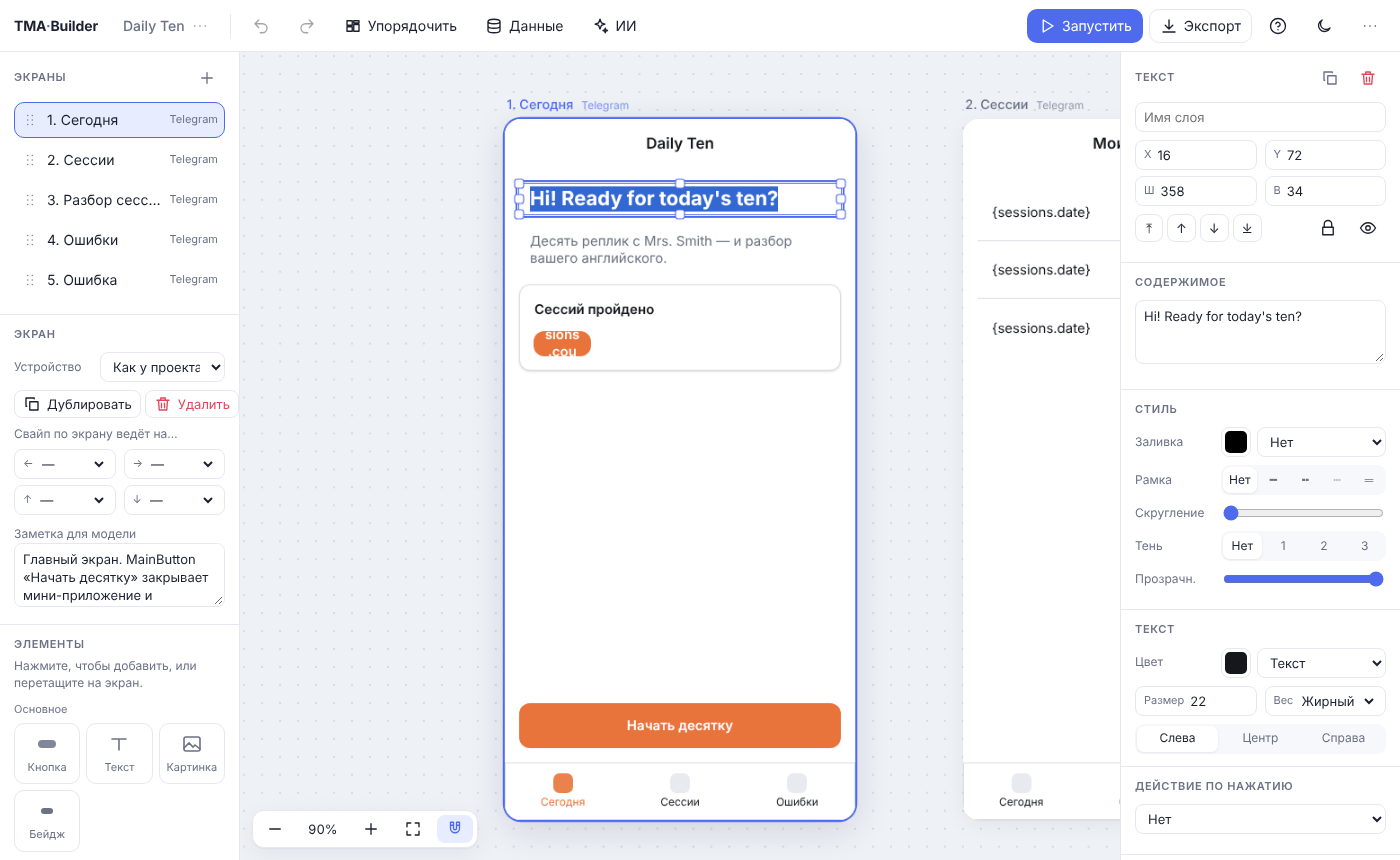 TMA·Builder
Daily Ten ···
Упорядочить
Данные
ИИ
Запустить
Экспорт
···
ЭКРАНЫ
1. Сегодня Telegram
2. Сессии Telegram
3. Разбор сесс... Telegram
4. Ошибки Telegram
5. Ошибка Telegram
ЭКРАН
Устройство Как у проекта
Дублировать Удалить
Свайп по экрану ведёт на...
← — → —
↑ — ↓ —
Заметка для модели
Главный экран. MainButton
«Начать десятку» закрывает
мини-приложение и
ЭЛЕМЕНТЫ
Нажмите, чтобы добавить, или
перетащите на экран.
Основное
Кнопка Текст Картинка
Бейдж
1. Сегодня Telegram
Daily Ten
Hi! Ready for today's ten?
Десять реплик с Mrs. Smith — и разбор
вашего английского.
Сессий пройдено
sions
.cou
Начать десятку
Сегодня Сессии Ошибки
90%
2. Сессии Telegram
{sessions.date}
{sessions.date}
{sessions.date}
Сегодня
ТЕКСТ
Имя слоя
X 16 Y 72
Ш 358 В 34
СОДЕРЖИМОЕ
Hi! Ready for today's ten?
СТИЛЬ
Заливка Нет
Рамка Нет
Скругление
Тень Нет 1 2 3
Прозрачн.
ТЕКСТ
Цвет Текст
Размер 22 Вес Жирный
Слева Центр Справа
ДЕЙСТВИЕ ПО НАЖАТИЮ
Нет